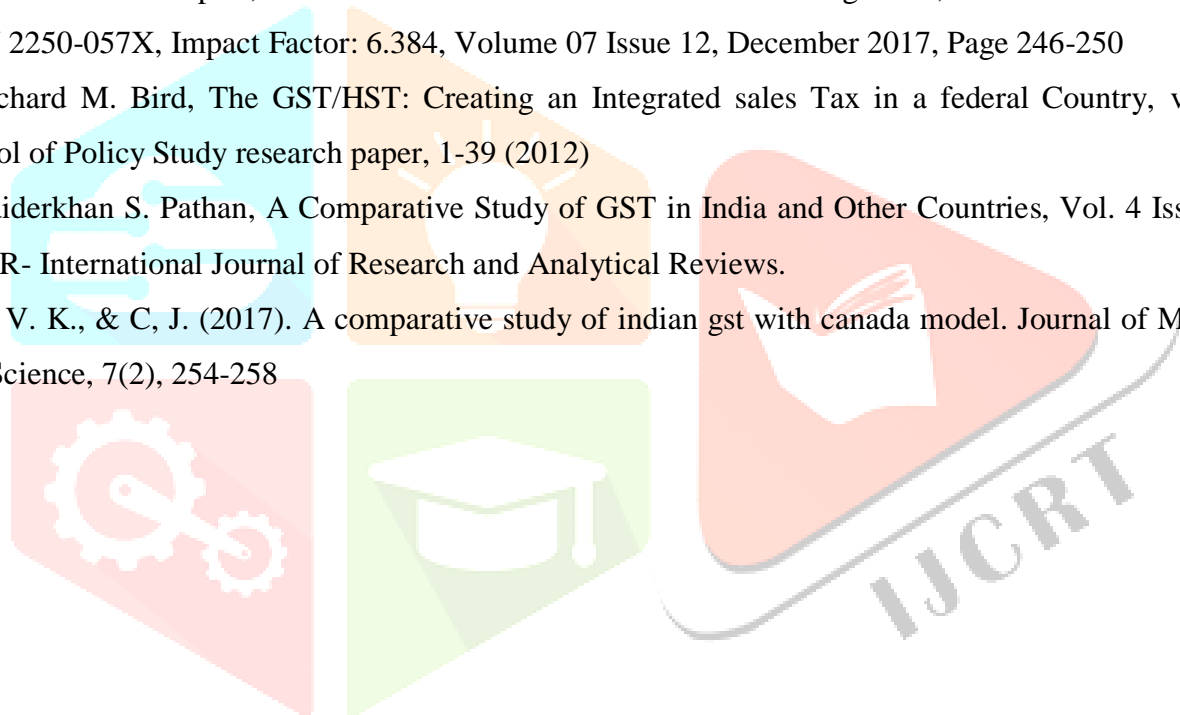 2250-057X, Impact Factor: 6.384, Volume 07 Issue 12, December 2017, Page 246-250
chard M. Bird, The GST/HST: Creating an Integrated sales Tax in a federal Country, v
ol of Policy Study research paper, 1-39 (2012)
iderkhan S. Pathan, A Comparative Study of GST in India and Other Countries, Vol. 4 Iss
R- International Journal of Research and Analytical Reviews.
V. K., & C, J. (2017). A comparative study of indian gst with canada model. Journal of M
Science, 7(2), 254-258
IJCRT